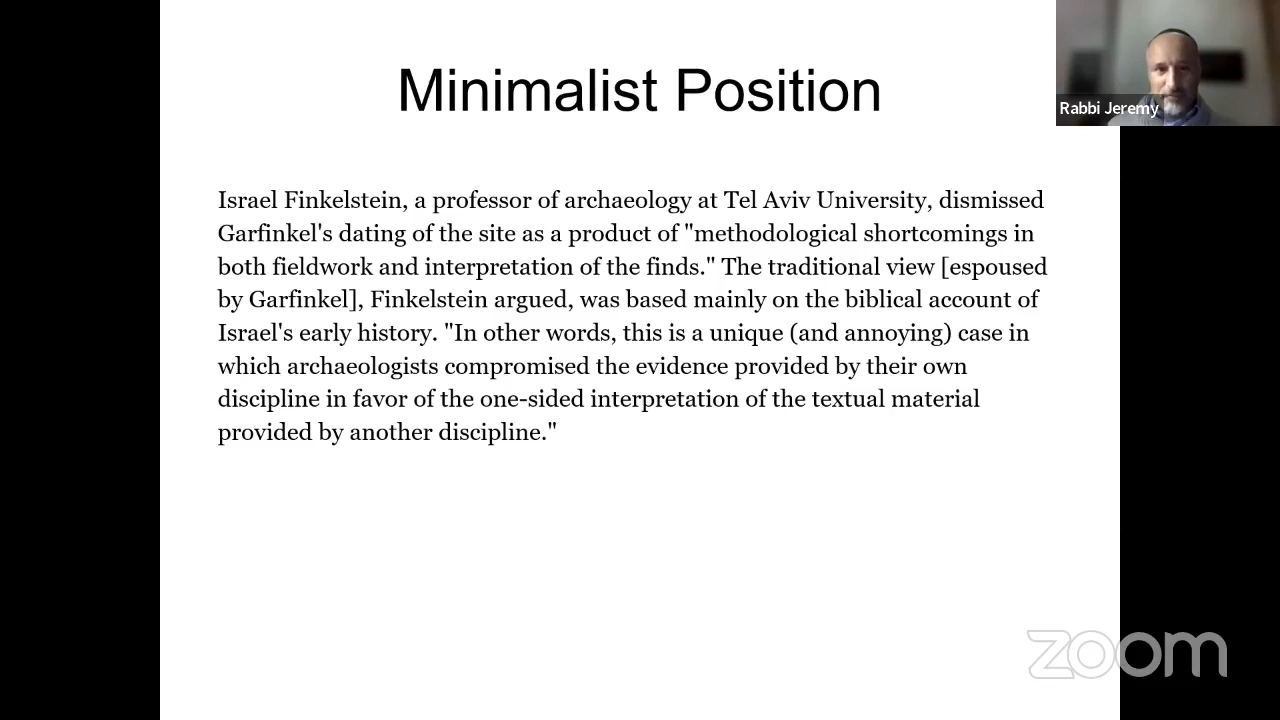 Minimalist Position
Rabbi Jeremy
Israel Finkelstein, a professor of archaeology at Tel Aviv University, dismissed
Garfinkel's dating of the site as a product of "methodological shortcomings in
both fieldwork and interpretation of the finds." The traditional view [espoused
by Garfinkel], Finkelstein argued, was based mainly on the biblical account of
Israel's early history. "In other words, this is a unique (and annoying) case in
which archaeologists compromised the evidence provided by their own
discipline in favor of the one-sided interpretation of the textual material
provided by another discipline."
zoom